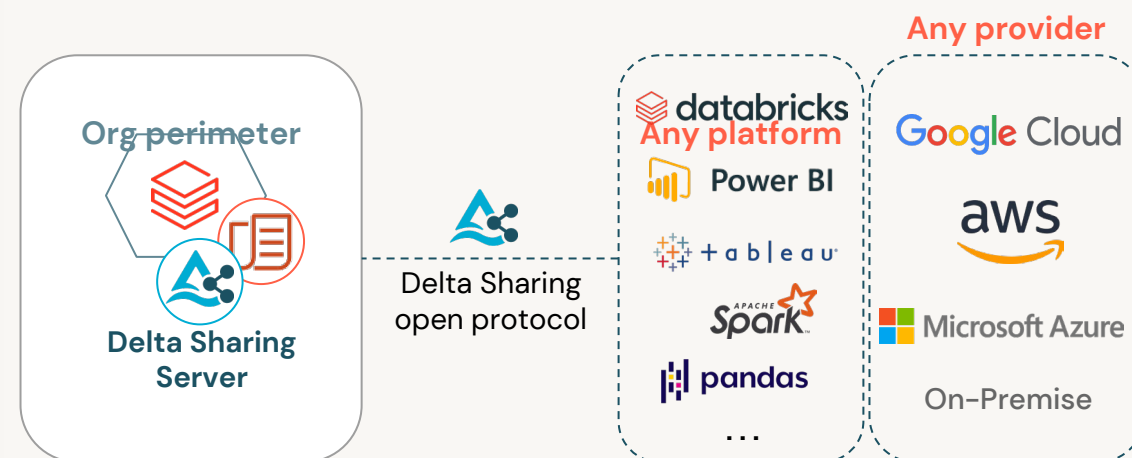 Any provider
Org perimeter
Delta Sharing
Server
Delta Sharing
open protocol
databricks
Any platform
Power BI
+ableau
APACHE
Spark
pandas
...
Google Cloud
aws
Microsoft Azure
On-Premise